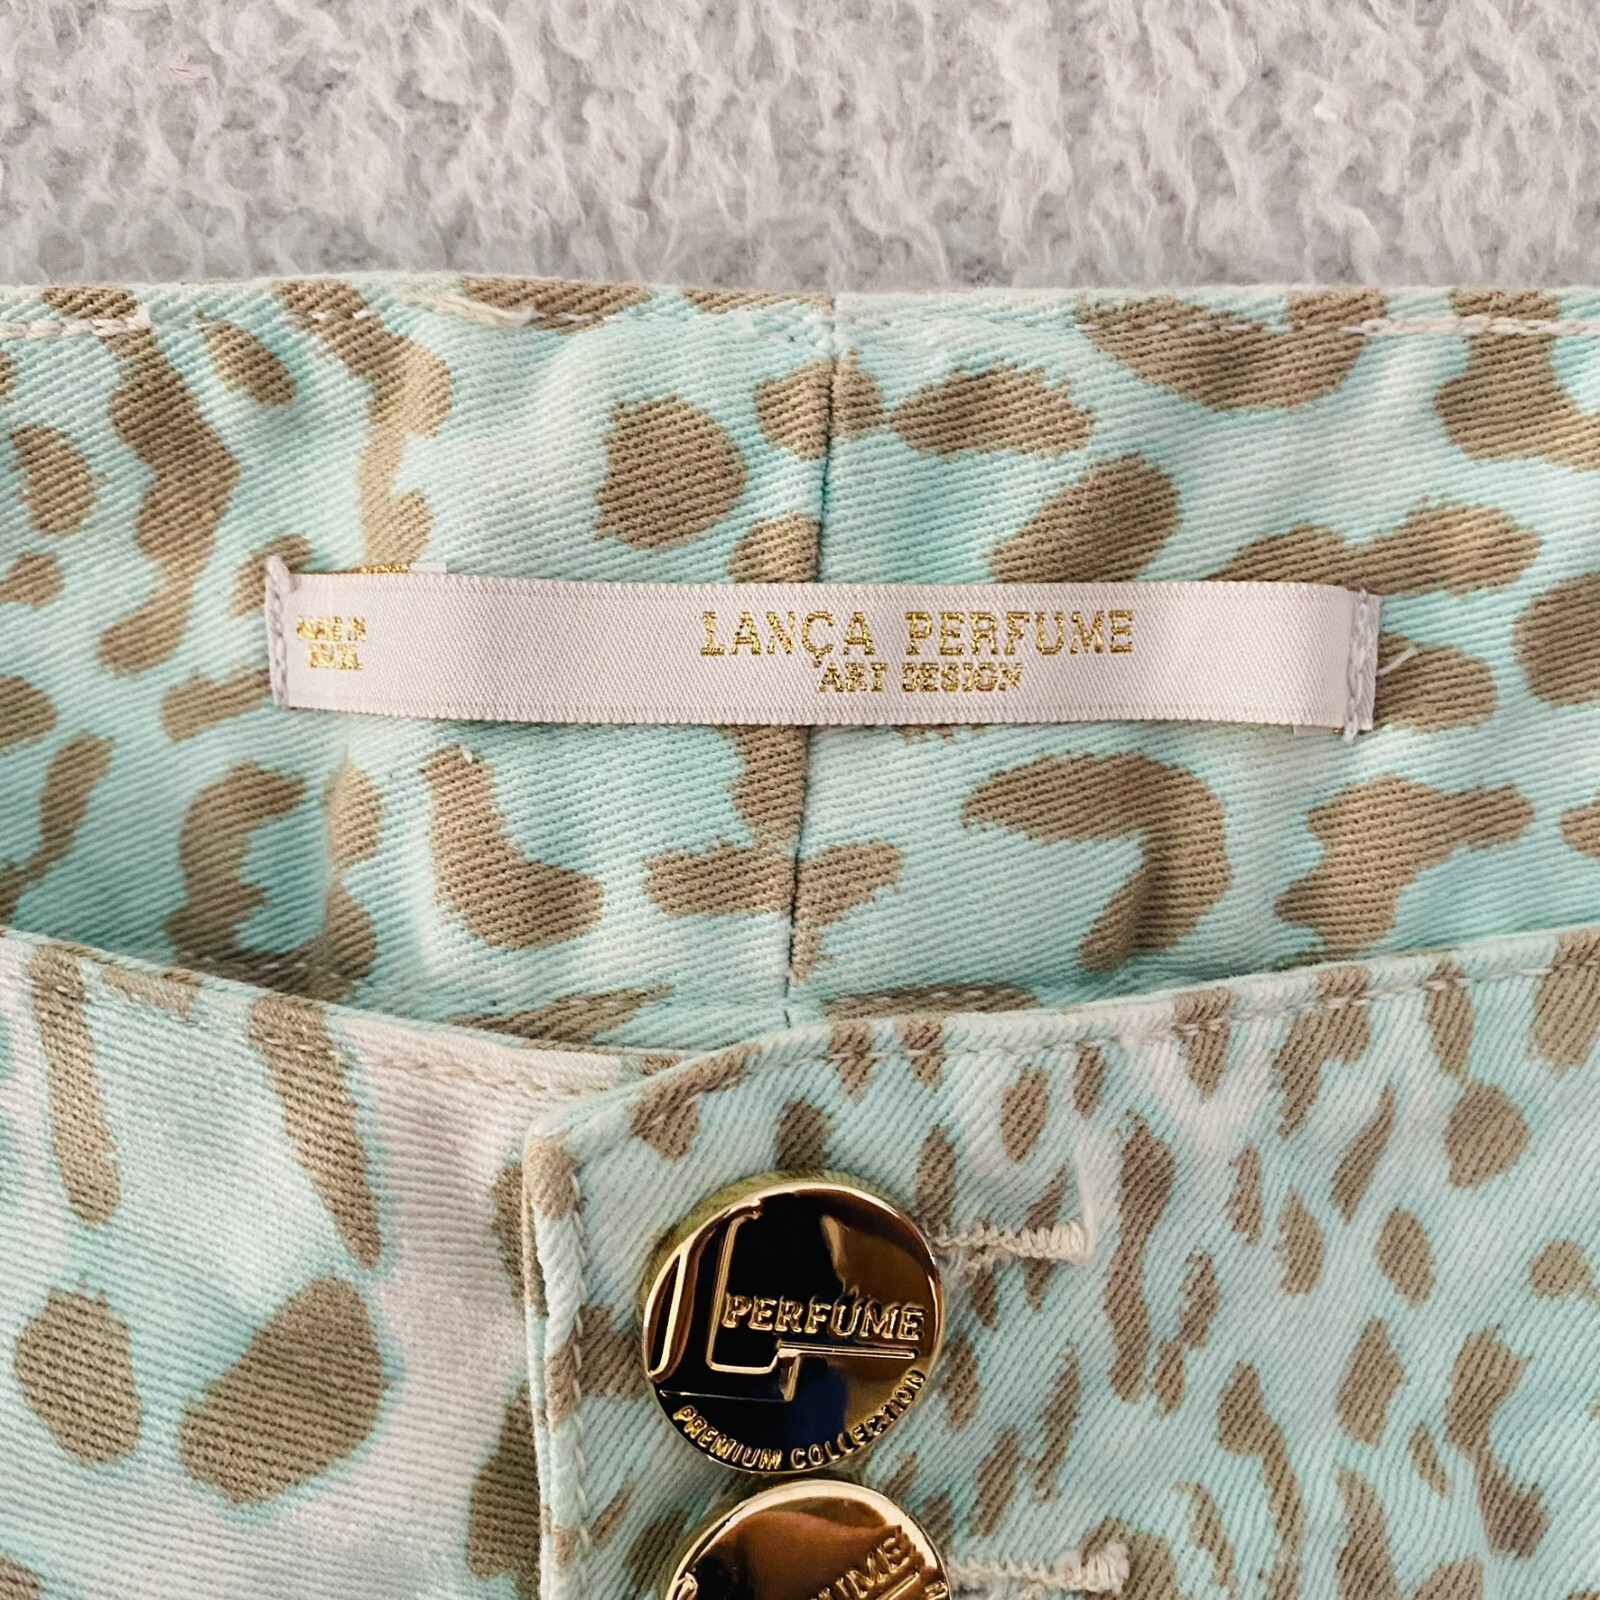 MADE IN
BRAZIL
LANÇA PERFUME
ART DESIGN
PERFUME
PREMIUM COLLECTION